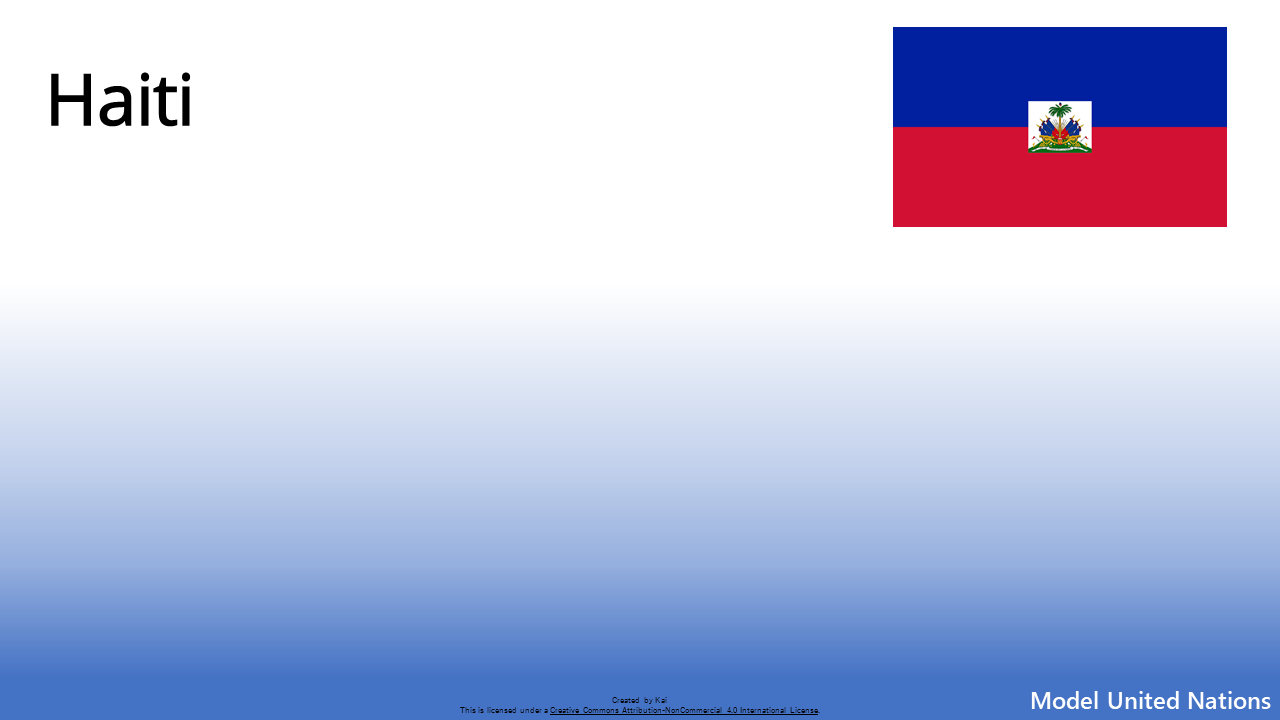 Haiti
Created by Kai
This is licensed under a Creative Commons Attribution-NonCommercial 4.0 International License.
Model United Nations